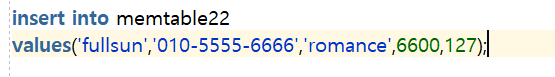 insert into memtable22
values('fullsun','010-5555-6666','romance',6600,127);